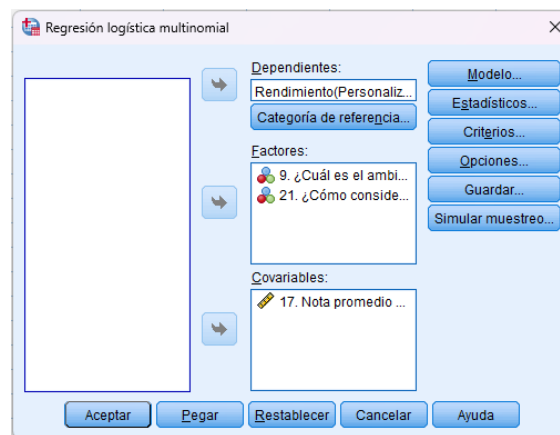 Regresión logística multinomial
Dependientes:
Rendimiento(Personaliz...
Categoría de referencia...
Factores:
9. ¿Cuál es el ambi...
21. ¿Cómo conside...
Covariables:
17. Nota promedio ...
Modelo...
Estadísticos...
Criterios...
Opciones...
Guardar...
Simular muestreo...
Aceptar
Pegar
Restablecer
Cancelar
Ayuda